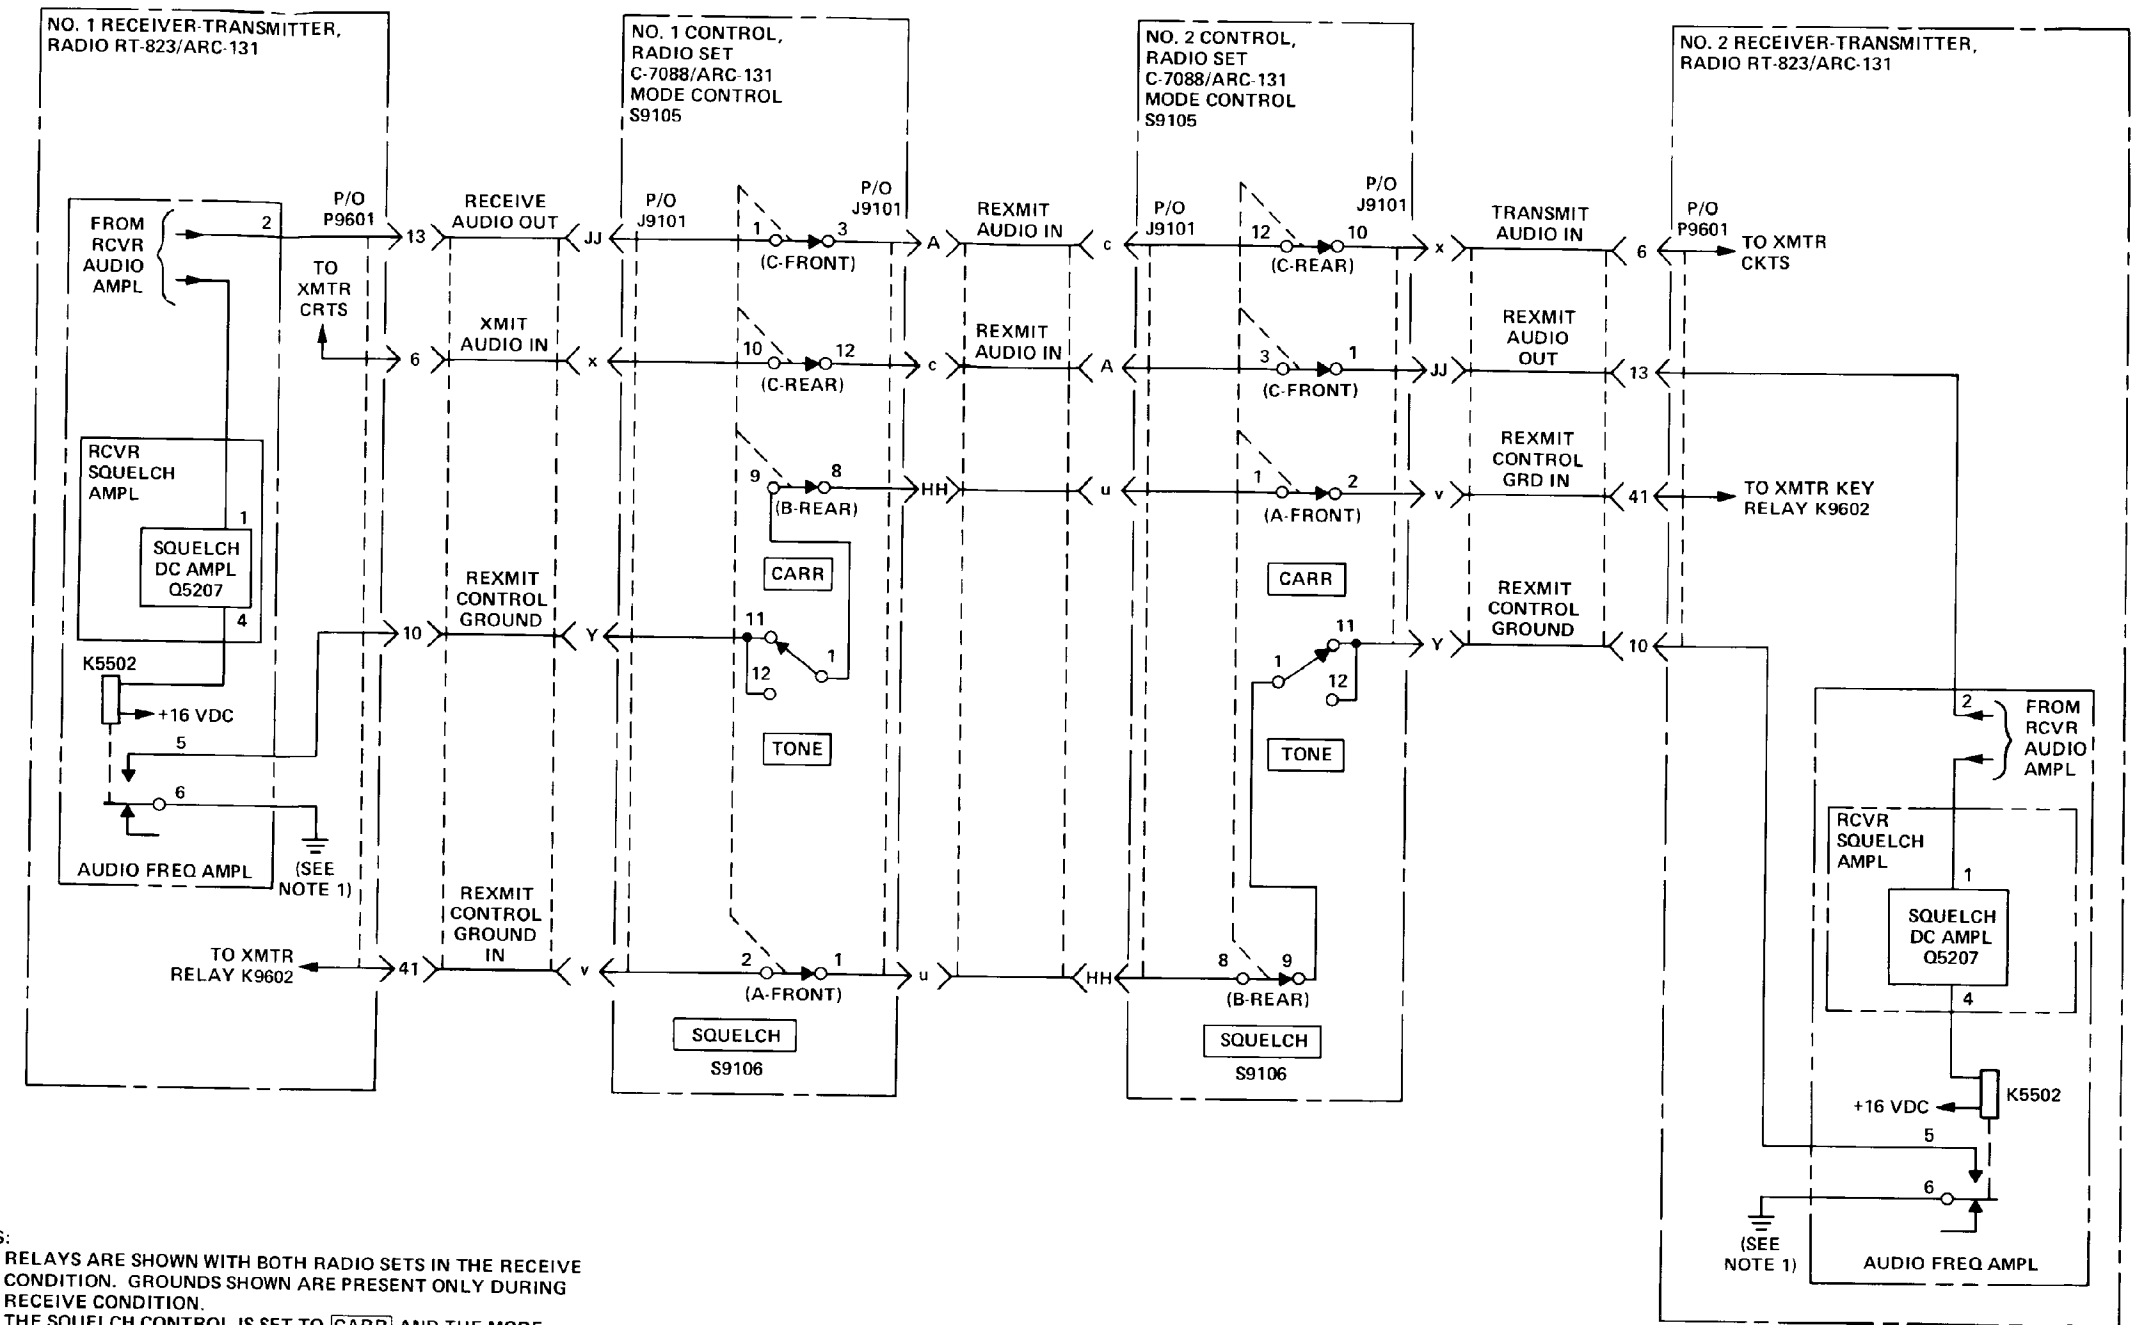 NO. 1 RECEIVER-TRANSMITTER,
RADIO RT-823/ARC-131
P/O
P9601
FROM
RCVR
AUDIO
AMPL
2
TO
XMTR
CRTS
RCVR
SQUELCH
AMPL
1
SQUELCH
DC AMPL
Q5207
4
K5502
+16 VDC
5
6
AUDIO FREQ AMPL
(SEE
NOTE 1)
TO XMTR
RELAY K9602
13
RECEIVE
AUDIO OUT
JJ
6
XMIT
AUDIO IN
x
10
REXMIT
CONTROL
GROUND
Y
41
REXMIT
CONTROL
GROUND
IN
v
NO. 1 CONTROL,
RADIO SET
C-7088/ARC-131
MODE CONTROL
S9105
P/O
J9101
P/O
J9101
1 3
(C-FRONT)
10 12
(C-REAR)
9 8
(B-REAR)
CARR
11
1
12
TONE
2 1
(A-FRONT)
SQUELCH
S9106
A
REXMIT
AUDIO IN
c
c
REXMIT
AUDIO IN
A
HH
u
u
HH
NO. 2 CONTROL,
RADIO SET
C-7088/ARC-131
MODE CONTROL
S9105
P/O
J9101
P/O
J9101
12 10
(C-REAR)
3 1
(C-FRONT)
1 2
(A-FRONT)
CARR
11
1
12
TONE
8 9
(B-REAR)
SQUELCH
S9106
x
TRANSMIT
AUDIO IN
6
JJ
REXMIT
AUDIO
OUT
13
v
REXMIT
CONTROL
GRD IN
41
Y
REXMIT
CONTROL
GROUND
10
NO. 2 RECEIVER-TRANSMITTER,
RADIO RT-823/ARC-131
P/O
P9601
TO XMTR
CKTS
TO XMTR KEY
RELAY K9602
2
FROM
RCVR
AUDIO
AMPL
RCVR
SQUELCH
AMPL
1
SQUELCH
DC AMPL
Q5207
4
K5502
+16 VDC
5
6
(SEE
NOTE 1)
AUDIO FREQ AMPL
S:
RELAYS ARE SHOWN WITH BOTH RADIO SETS IN THE RECEIVE
CONDITION. GROUNDS SHOWN ARE PRESENT ONLY DURING
RECEIVE CONDITION.
THE SQUELCH CONTROL IS SET TO CARR AND THE MODE